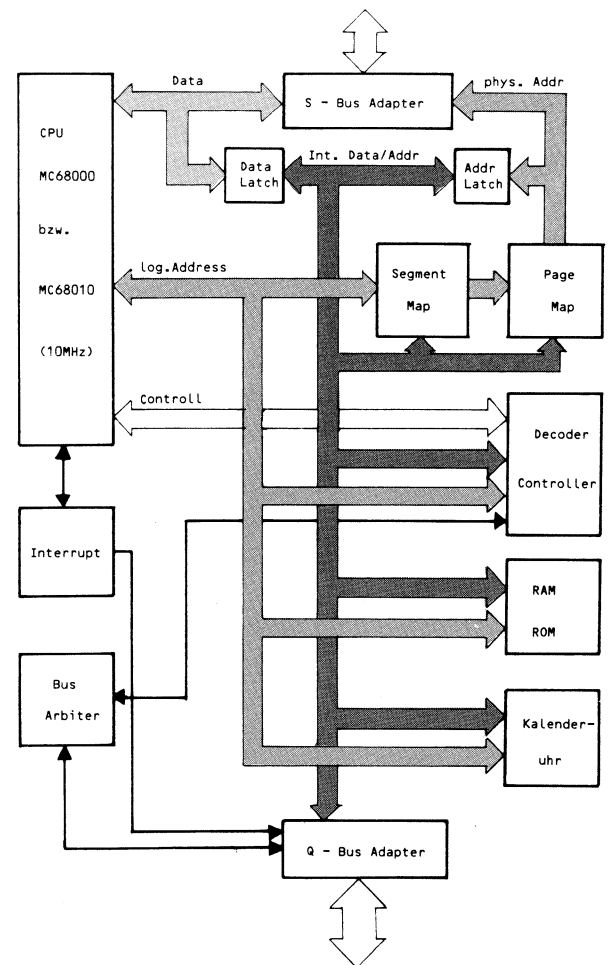 Data
phys. Addr
S - Bus Adapter
CPU
MC68000
bzw.
MC68010
(10MHz)
Data
Latch
Int. Data/Addr
Addr
Latch
log.Address
Segment
Map
Page
Map
Controll
Decoder
Controller
Interrupt
RAM
ROM
Bus
Arbiter
Kalender-
uhr
Q - Bus Adapter